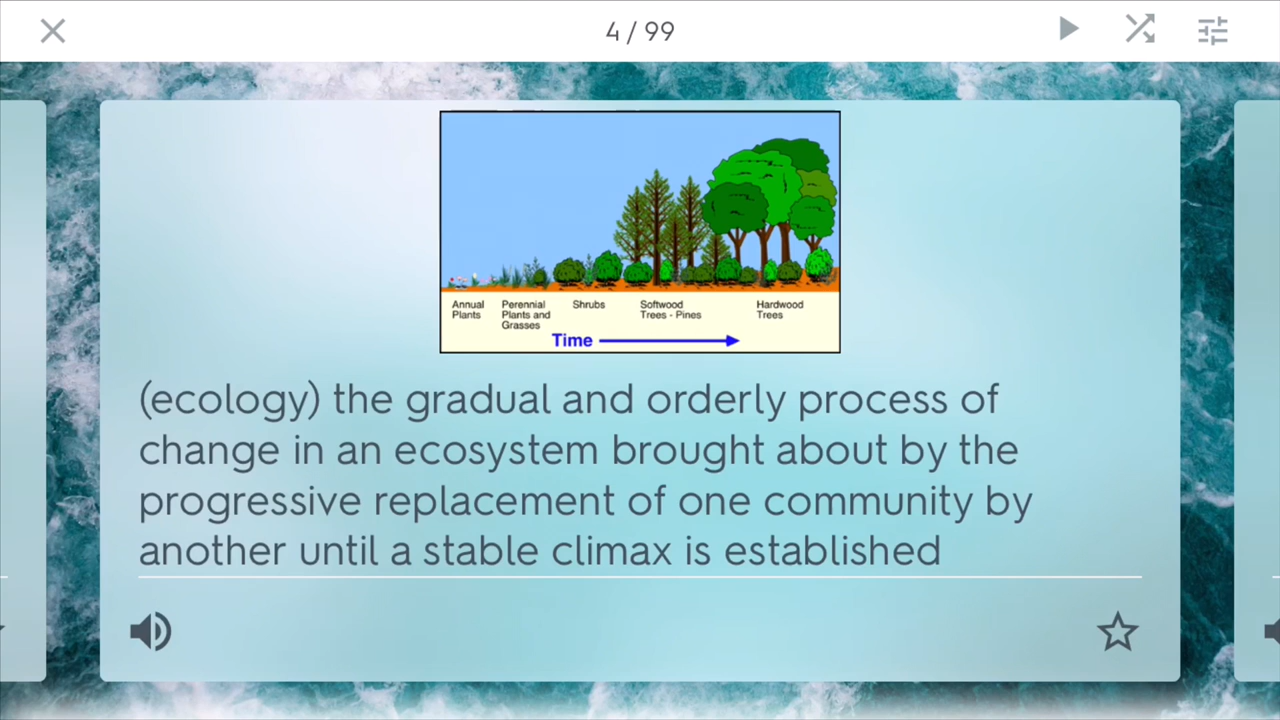 4 / 99
Annual
Plants
Perennial
Plants and
Grasses
Shrubs
Softwood
Trees - Pines
Hardwood
Trees
Time
(ecology) the gradual and orderly process of
change in an ecosystem brought about by the
progressive replacement of one community by
another until a stable climax is established